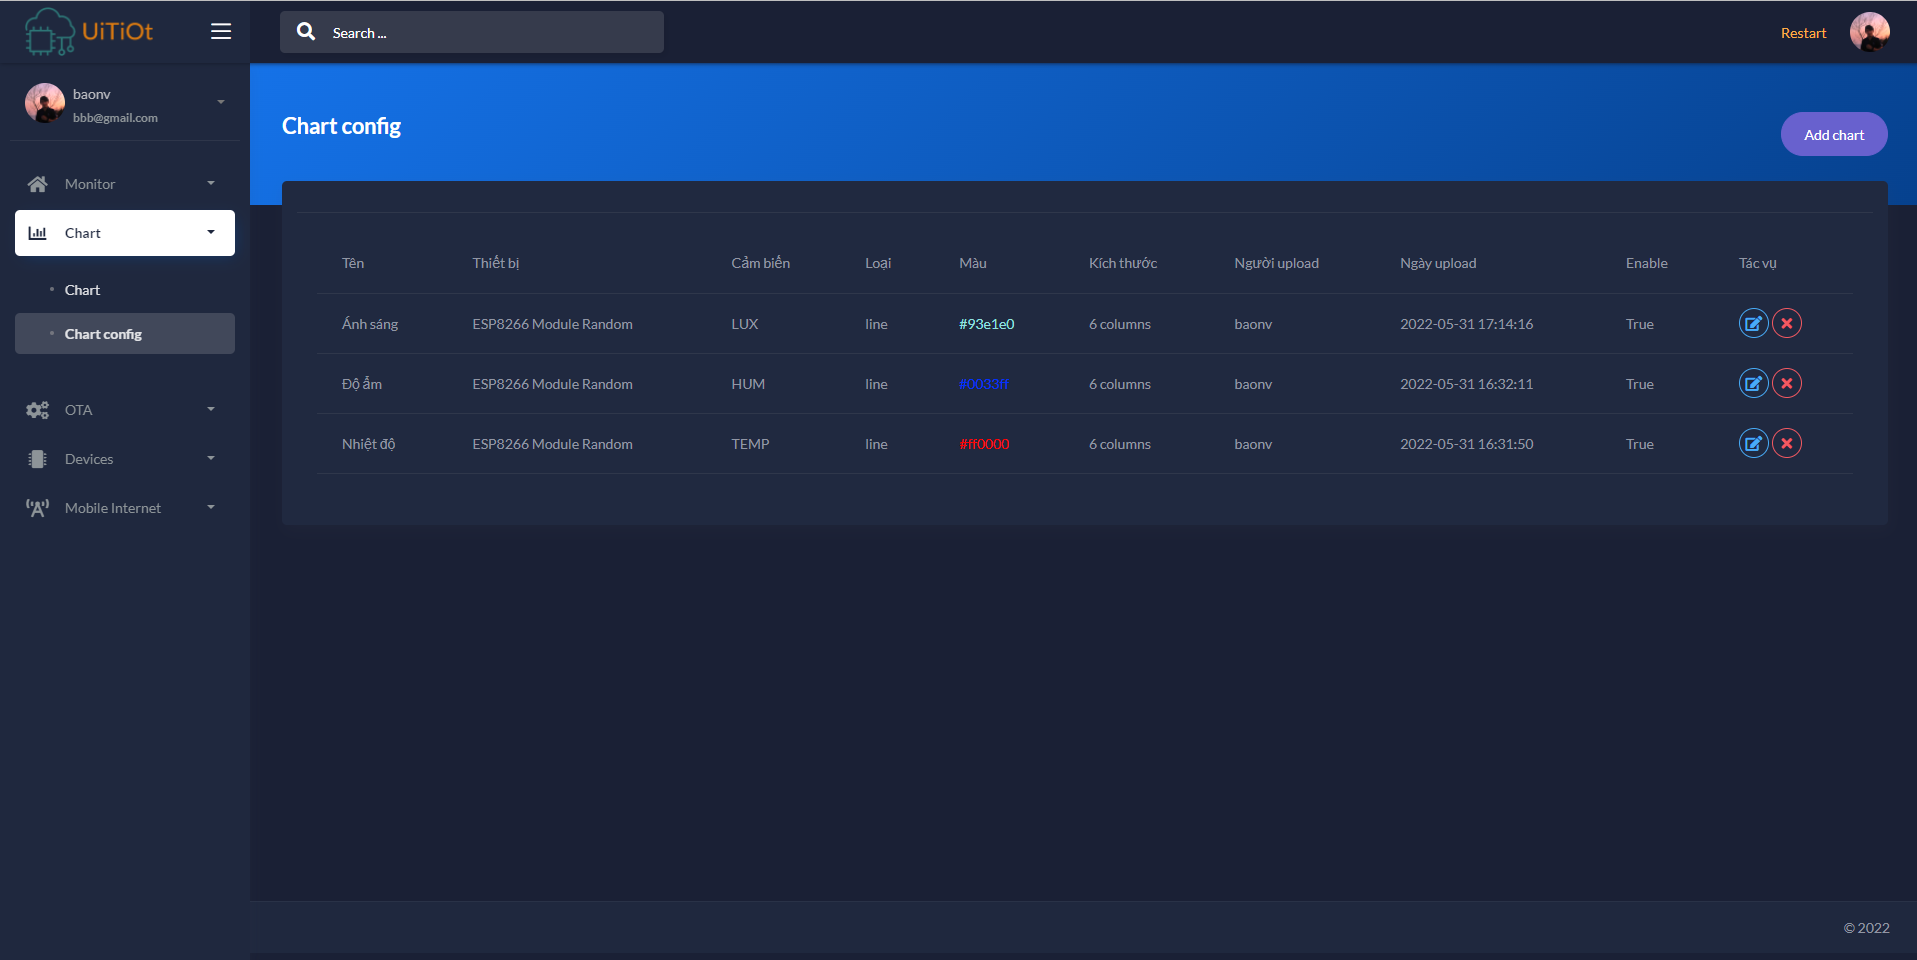 UiTiOt
Search ...
Restart
baonv
bbb@gmail.com
Monitor
Chart
Chart
Chart config
OTA
Devices
Mobile Internet
Chart config
Add chart
Tên Thiết bị Cảm biến Loại Màu Kích thước Người upload Ngày upload Enable Tác vụ
Ánh sáng ESP8266 Module Random LUX line #93e1e0 6 columns baonv 2022-05-31 17:14:16 True
Độ ẩm ESP8266 Module Random HUM line #0033ff 6 columns baonv 2022-05-31 16:32:11 True
Nhiệt độ ESP8266 Module Random TEMP line #ff0000 6 columns baonv 2022-05-31 16:31:50 True
© 2022